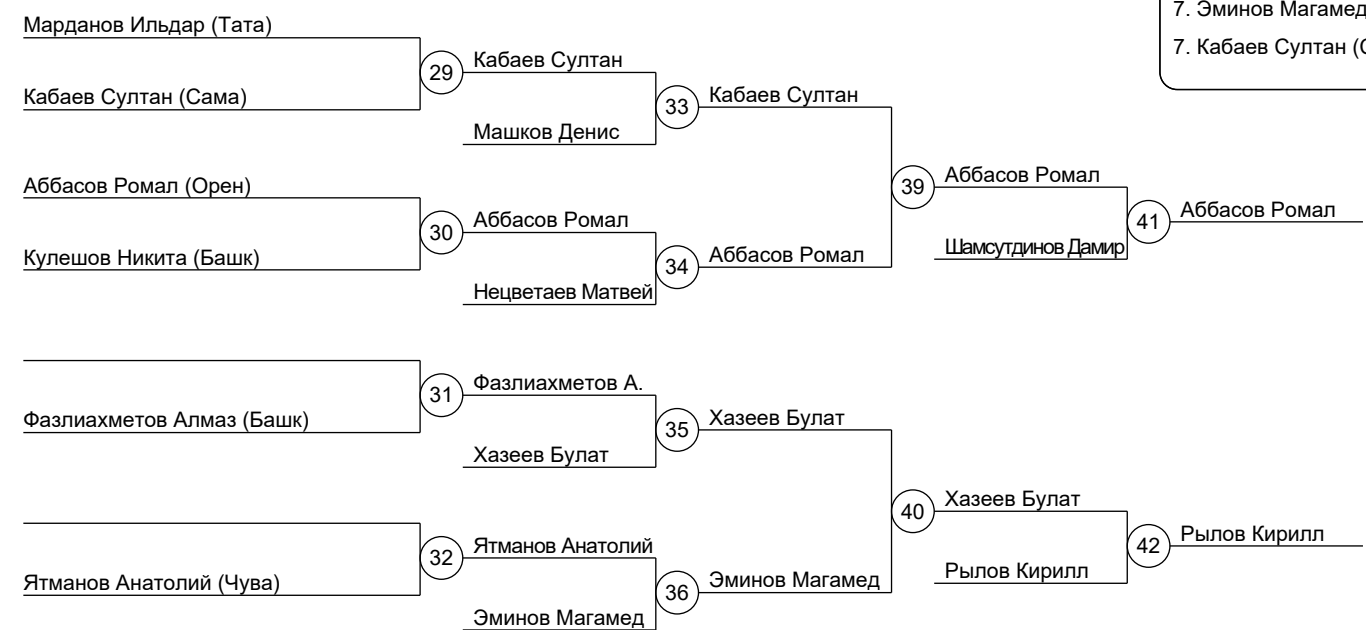 7. Эминов Магамед
7. Кабаев Султан (С
Марданов Ильдар (Тата)
Кабаев Султан (Сама)
29
Кабаев Султан
Машков Денис
33
Кабаев Султан
Аббасов Ромал (Орен)
Кулешов Никита (Башк)
30
Аббасов Ромал
Нецветаев Матвей
34
Аббасов Ромал
39
Аббасов Ромал
Шамсутдинов Дамир
41
Аббасов Ромал
Фазлиахметов Алмаз (Башк)
31
Фазлиахметов А.
Хазеев Булат
35
Хазеев Булат
Ятманов Анатолий (Чува)
32
Ятманов Анатолий
Эминов Магамед
36
Эминов Магамед
40
Хазеев Булат
Рылов Кирилл
42
Рылов Кирилл